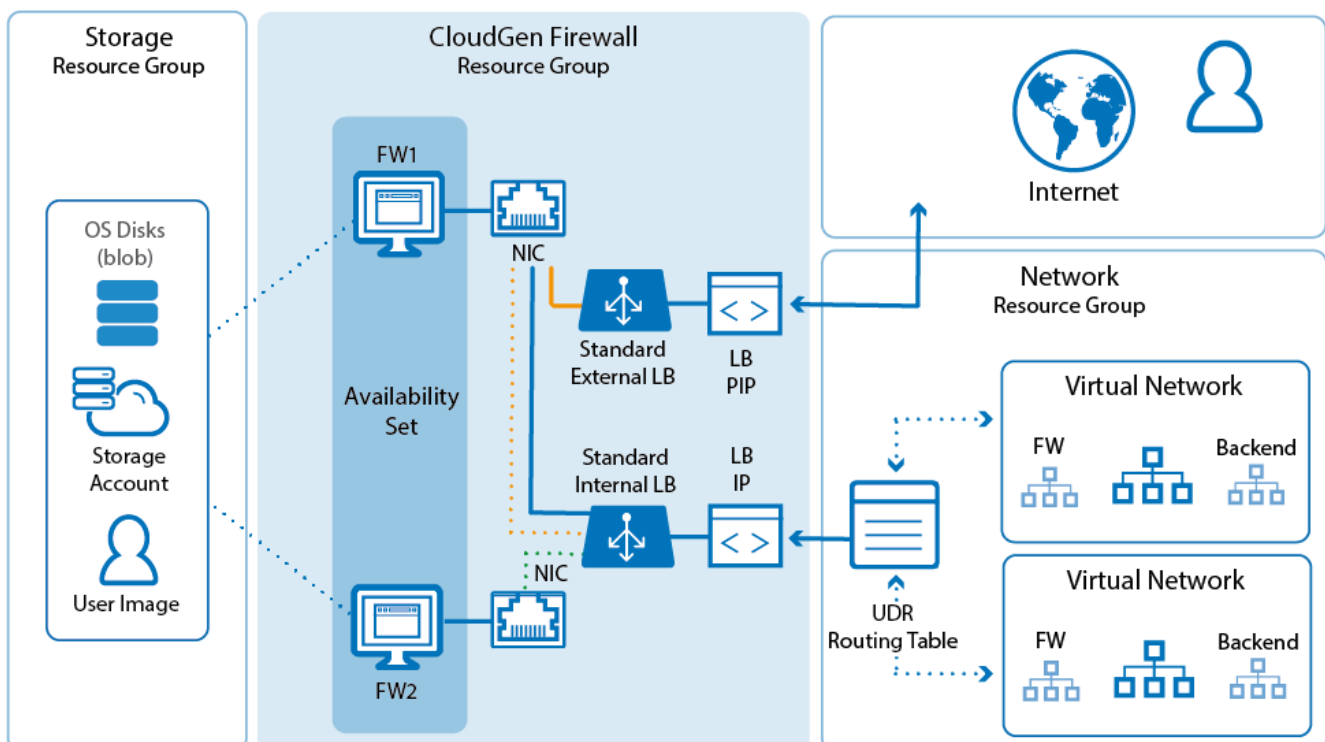 Storage
Resource Group
OS Disks
(blob)
Storage
Account
User Image
CloudGen Firewall
Resource Group
FW1
NIC
Availability
Set
Standard
External LB
LB
PIP
Standard
Internal LB
LB
IP
NIC
FW2
Internet
Network
Resource Group
Virtual Network
FW
Backend
UDR
Routing Table
Virtual Network
FW
Backend